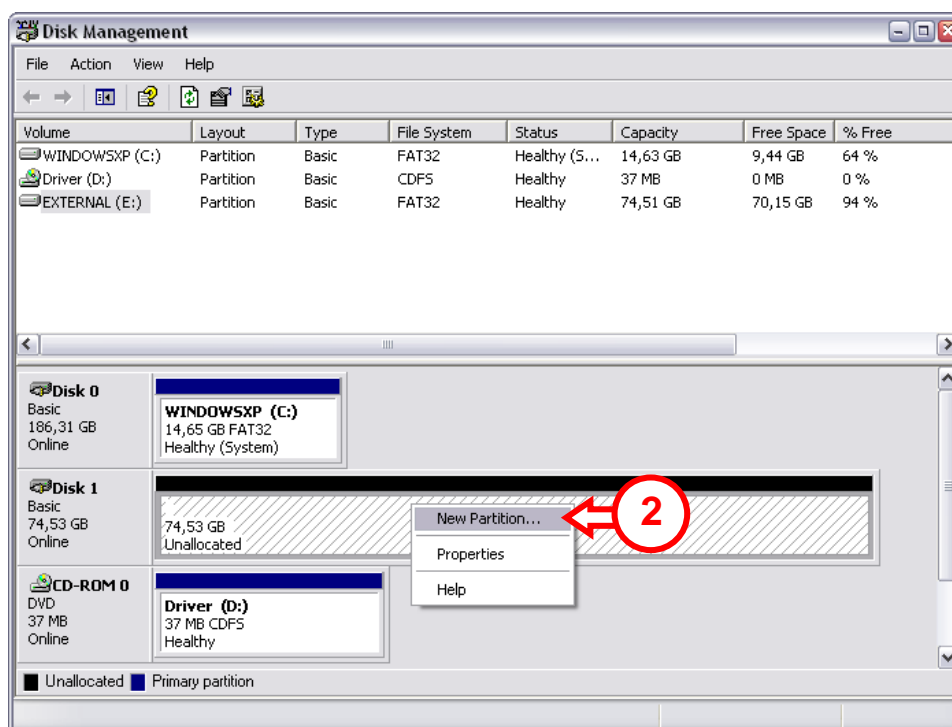 Disk Management
File Action View Help
Volume Layout Type File System Status Capacity Free Space % Free
WINDOWSXP (C:) Partition Basic FAT32 Healthy (S... 14,63 GB 9,44 GB 64 %
Driver (D:) Partition Basic CDFS Healthy 37 MB 0 MB 0 %
EXTERNAL (E:) Partition Basic FAT32 Healthy 74,51 GB 70,15 GB 94 %
Disk 0
Basic
186,31 GB
Online
WINDOWSXP (C:)
14,65 GB FAT32
Healthy (System)
Disk 1
Basic
74,53 GB
Online
74,53 GB
Unallocated
New Partition...
Properties
Help
2
CD-ROM 0
DVD
37 MB
Online
Driver (D:)
37 MB CDFS
Healthy
Unallocated Primary partition